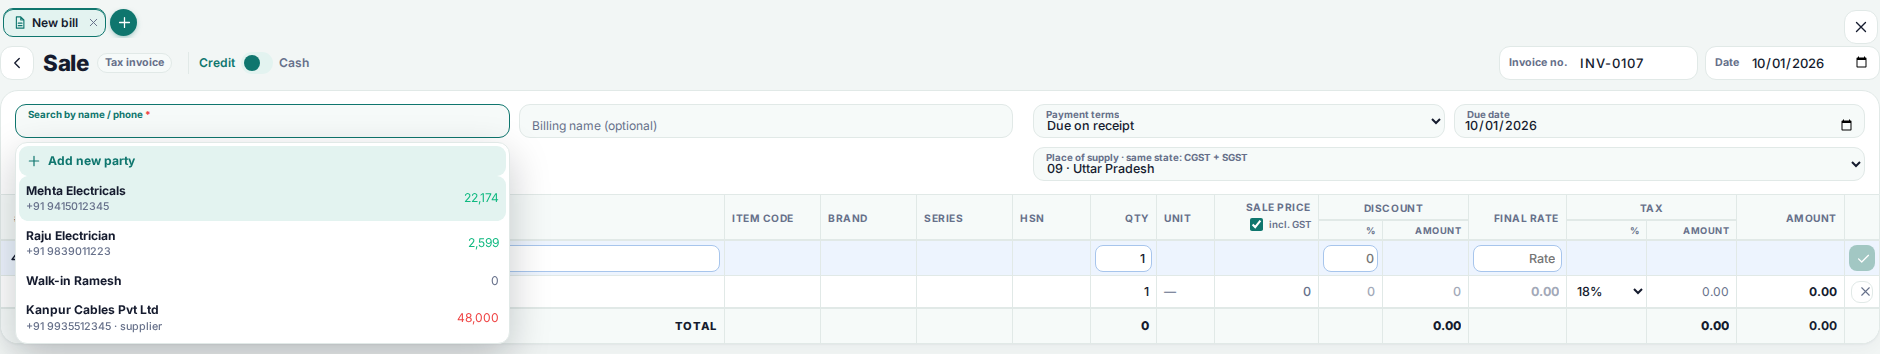 New bill
Sale Tax invoice Credit Cash Invoice no. INV-0107 Date 10/01/2026
Search by name / phone *
Billing name (optional)
Payment terms
Due on receipt
Due date
10/01/2026
Place of supply · same state: CGST + SGST
09 · Uttar Pradesh
+ Add new party
Mehta Electricals 22,174
+91 9415012345
Raju Electrician 2,599
+91 9839011223
Walk-in Ramesh 0
Kanpur Cables Pvt Ltd 48,000
+91 9935512345 · supplier
ITEM CODE BRAND SERIES HSN QTY UNIT SALE PRICE DISCOUNT FINAL RATE TAX AMOUNT
incl. GST % AMOUNT % AMOUNT
1 0 Rate
1 — 0 0 0 0.00 18% 0.00 0.00
TOTAL 0 0.00 0.00 0.00